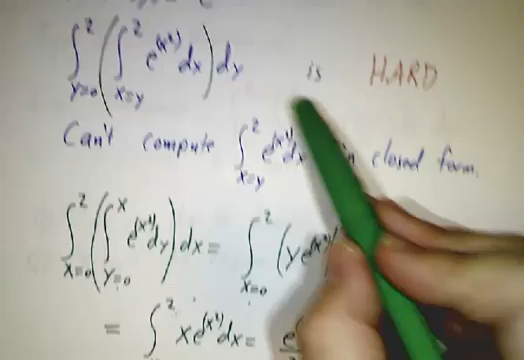 ∫_{y=0}^{2} (∫_{x=y}^{2} e^{(x²)} dx) dy is HARD
Can't compute ∫_{x=y}^{2} e^{(x²)} dx in closed form.
∫_{x=0}^{2} (∫_{y=0}^{x} e^{(x²)} dy) dx = ∫_{x=0}^{2} (y e^{(x²)}
= ∫^{2} x e^{(x²)} dx = e